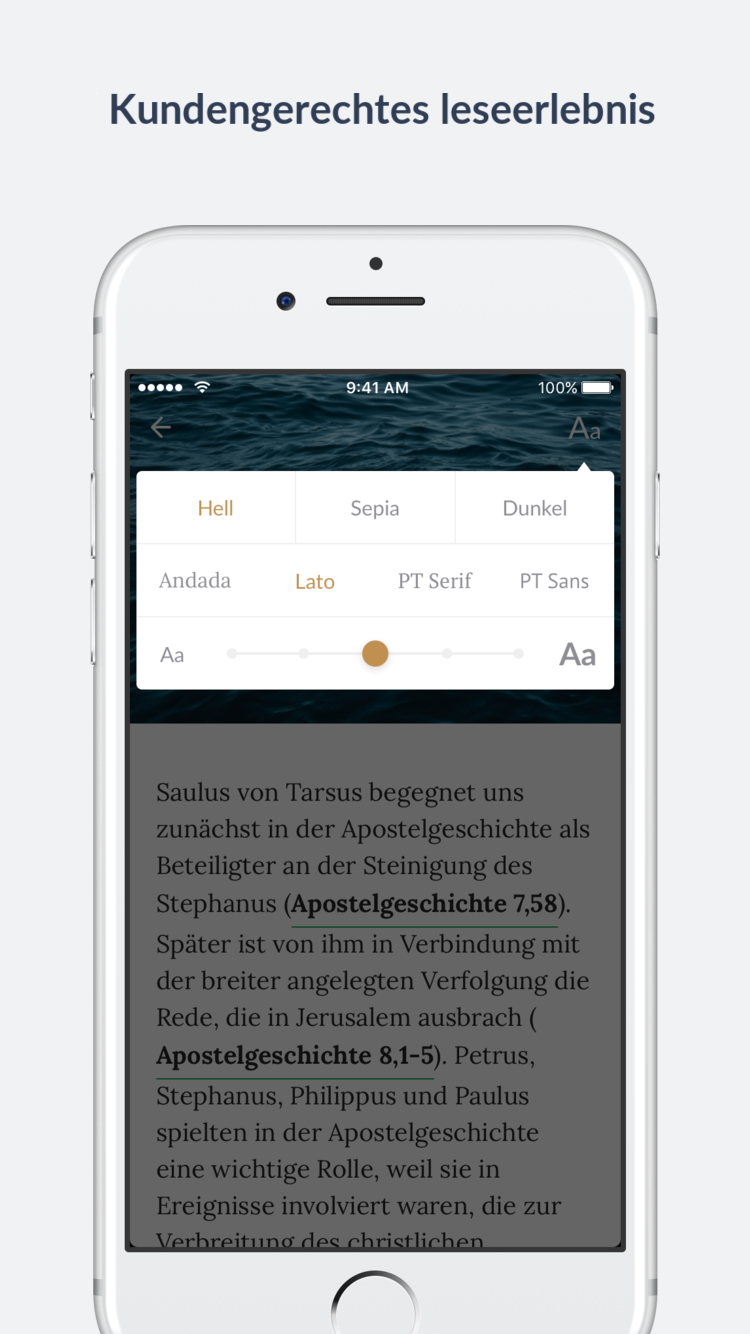 Kundengerechtes leseerlebnis
9:41 AM 100%
Aa
Hell Sepia Dunkel
Andada Lato PT Serif PT Sans
Aa Aa
Saulus von Tarsus begegnet uns
zunächst in der Apostelgeschichte als
Beteiligter an der Steinigung des
Stephanus (Apostelgeschichte 7,58).
Später ist von ihm in Verbindung mit
der breiter angelegten Verfolgung die
Rede, die in Jerusalem ausbrach (
Apostelgeschichte 8,1-5). Petrus,
Stephanus, Philippus und Paulus
spielten in der Apostelgeschichte
eine wichtige Rolle, weil sie in
Ereignisse involviert waren, die zur
Verbreitung des christlichen